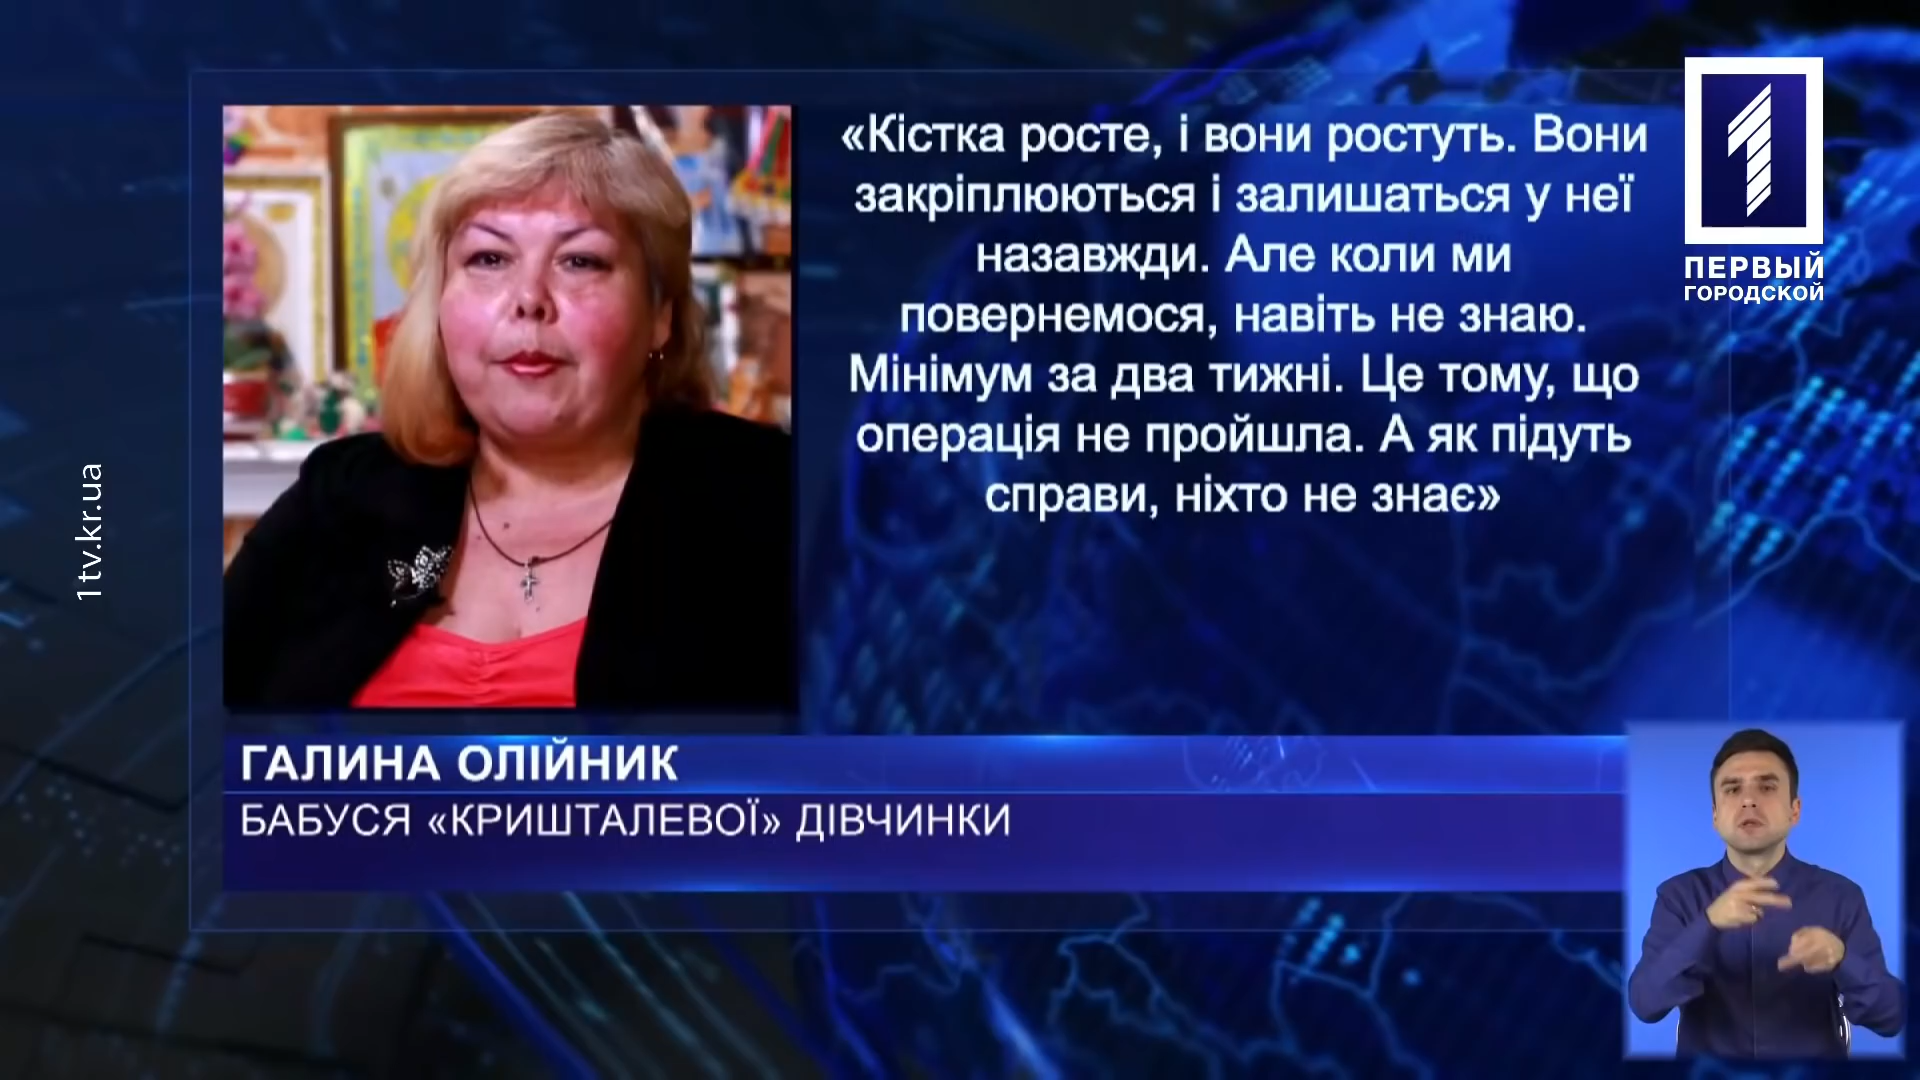 «Кістка росте, і вони ростуть. Вони
закріплюються і залишаться у неї
назавжди. Але коли ми
повернемося, навіть не знаю.
Мінімум за два тижні. Це тому, що
операція не пройшла. А як підуть
справи, ніхто не знає»
1
ПЕРВЫЙ
ГОРОДСКОЙ
1tv.kr.ua
ГАЛИНА ОЛІЙНИК
БАБУСЯ «КРИШТАЛЕВОЇ» ДІВЧИНКИ